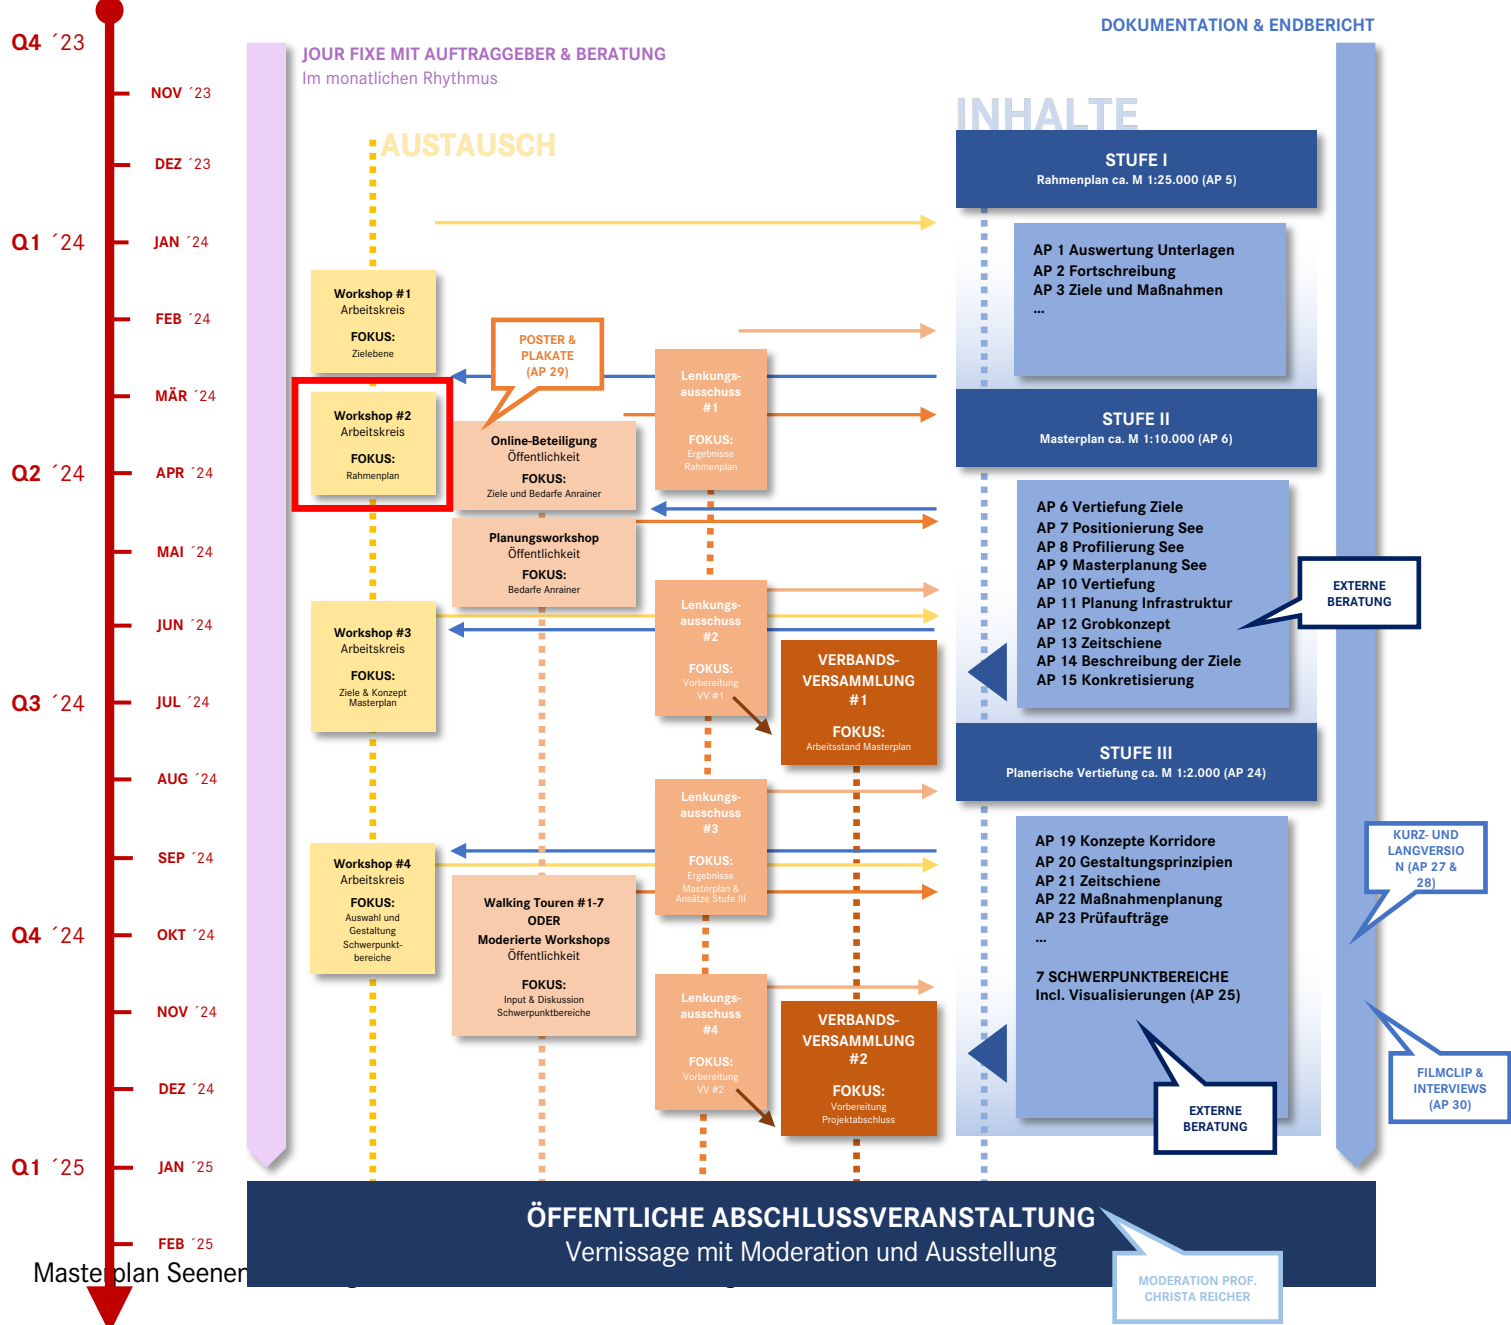 Q4 ´23
NOV ´23
DEZ ´23
Q1 ´24
JAN ´24
FEB ´24
MÄR ´24
Q2 ´24
APR ´24
MAI ´24
JUN ´24
Q3 ´24
JUL ´24
AUG ´24
SEP ´24
Q4 ´24
OKT ´24
NOV ´24
DEZ ´24
Q1 ´25
JAN ´25
FEB ´25
JOUR FIXE MIT AUFTRAGGEBER & BERATUNG
Im monatlichen Rhythmus
AUSTAUSCH
Workshop #1
Arbeitskreis
FOKUS:
Zielebene
Workshop #2
Arbeitskreis
FOKUS:
Rahmenplan
Workshop #3
Arbeitskreis
FOKUS:
Ziele & Konzept
Masterplan
Workshop #4
Arbeitskreis
FOKUS:
Auswahl und
Gestaltung
Schwerpunkt-
bereiche
POSTER &
PLAKATE
(AP 29)
Online-Beteiligung
Öffentlichkeit
FOKUS:
Ziele und Bedarfe Anrainer
Planungsworkshop
Öffentlichkeit
FOKUS:
Bedarfe Anrainer
Walking Touren #1-7
ODER
Moderierte Workshops
Öffentlichkeit
FOKUS:
Input & Diskussion
Schwerpunktbereiche
Lenkungs-
ausschuss
#1
FOKUS:
Ergebnisse
Rahmenplan
Lenkungs-
ausschuss
#2
FOKUS:
Vorbereitung
VV #1
Lenkungs-
ausschuss
#3
FOKUS:
Ergebnisse
Masterplan &
Ansätze Stufe III
Lenkungs-
ausschuss
#4
FOKUS:
Vorbereitung
VV #2
VERBANDS-
VERSAMMLUNG
#1
FOKUS:
Arbeitsstand Masterplan
VERBANDS-
VERSAMMLUNG
#2
FOKUS:
Vorbereitung
Projektabschluss
DOKUMENTATION & ENDBERICHT
INHALTE
STUFE I
Rahmenplan ca. M 1:25.000 (AP 5)
AP 1 Auswertung Unterlagen
AP 2 Fortschreibung
AP 3 Ziele und Maßnahmen
...
STUFE II
Masterplan ca. M 1:10.000 (AP 6)
AP 6 Vertiefung Ziele
AP 7 Positionierung See
AP 8 Profilierung See
AP 9 Masterplanung See
AP 10 Vertiefung
AP 11 Planung Infrastruktur
AP 12 Grobkonzept
AP 13 Zeitschiene
AP 14 Beschreibung der Ziele
AP 15 Konkretisierung
EXTERNE
BERATUNG
STUFE III
Planerische Vertiefung ca. M 1:2.000 (AP 24)
AP 19 Konzepte Korridore
AP 20 Gestaltungsprinzipien
AP 21 Zeitschiene
AP 22 Maßnahmenplanung
AP 23 Prüfaufträge
...
7 SCHWERPUNKTBEREICHE
Incl. Visualisierungen (AP 25)
EXTERNE
BERATUNG
KURZ- UND
LANGVERSIO
N (AP 27 &
28)
FILMCLIP &
INTERVIEWS
(AP 30)
ÖFFENTLICHE ABSCHLUSSVERANSTALTUNG
Vernissage mit Moderation und Ausstellung
MODERATION PROF.
CHRISTA REICHER
Masterplan